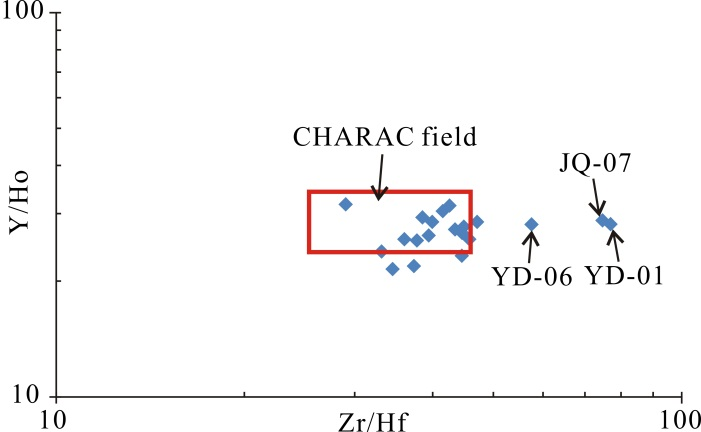 100
CHARAC field
JQ-07
Y/Ho
YD-06
YD-01
10
10
Zr/Hf
100